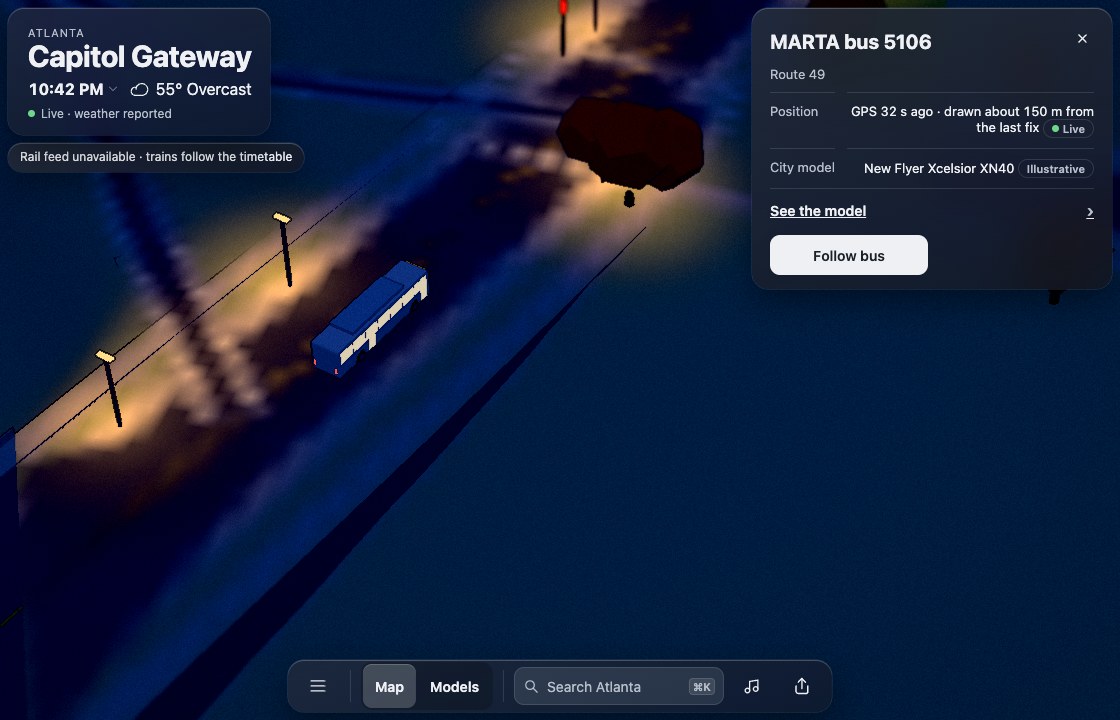 ATLANTA
Capitol Gateway
10:42 PM 55° Overcast
Live · weather reported
Rail feed unavailable · trains follow the timetable
MARTA bus 5106
Route 49
Position GPS 32 s ago · drawn about 150 m from
the last fix Live
City model New Flyer Xcelsior XN40 Illustrative
See the model
Follow bus
Map Models Search Atlanta ⌘K